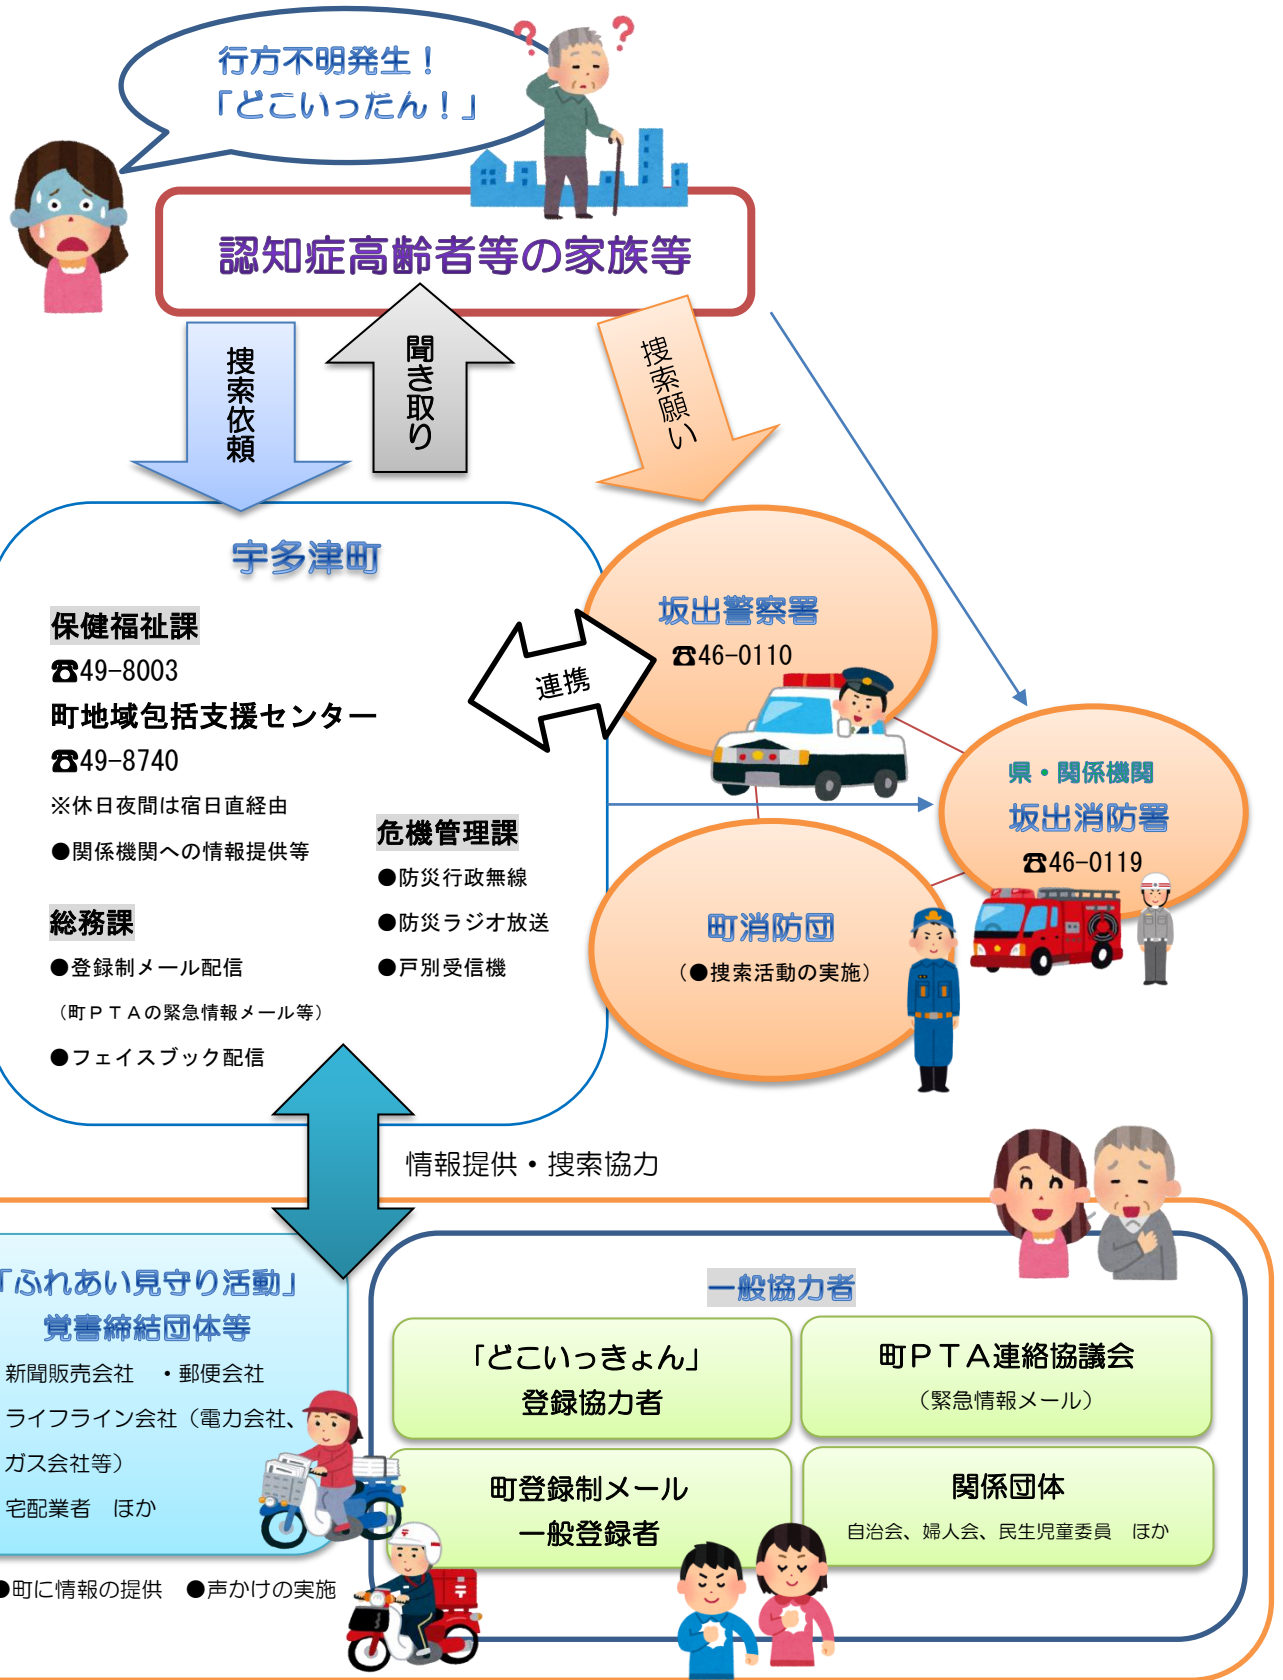 行方不明発生！
「どこいったん！」
認知症高齢者等の家族等
捜索依頼
聞き取り
捜索願い
宇多津町
保健福祉課
☎49-8003
町地域包括支援センター
☎49-8740
※休日夜間は宿日直経由
●関係機関への情報提供等
総務課
●登録制メール配信
（町ＰＴＡの緊急情報メール等）
●フェイスブック配信
危機管理課
●防災行政無線
●防災ラジオ放送
●戸別受信機
連携
坂出警察署
☎46-0110
県・関係機関
坂出消防署
☎46-0119
町消防団
（●捜索活動の実施）
情報提供・捜索協力
「ふれあい見守り活動」
覚書締結団体等
新聞販売会社　・郵便会社
ライフライン会社（電力会社、
ガス会社等）
宅配業者　ほか
●町に情報の提供　●声かけの実施
一般協力者
「どこいっきょん」
登録協力者
町ＰＴＡ連絡協議会
（緊急情報メール）
町登録制メール
一般登録者
関係団体
自治会、婦人会、民生児童委員　ほか